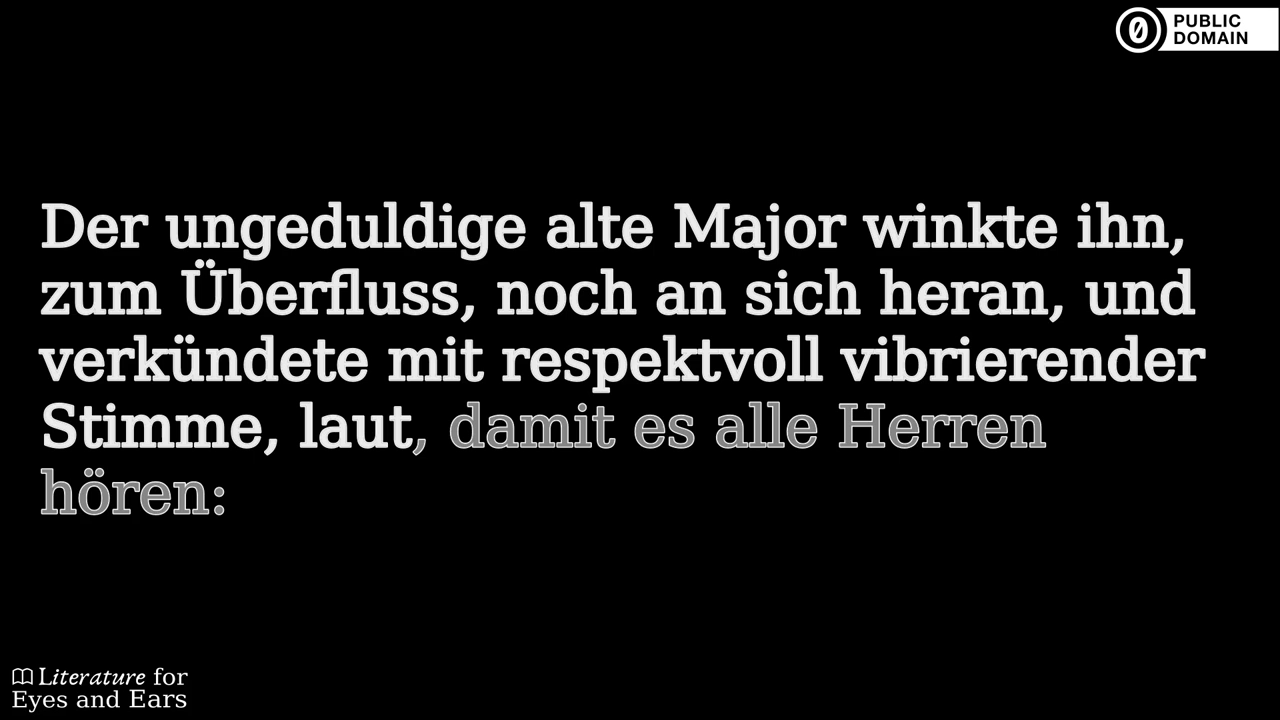 PUBLIC
DOMAIN
Der ungeduldige alte Major winkte ihn,
zum Überfluss, noch an sich heran, und
verkündete mit respektvoll vibrierender
Stimme, laut, damit es alle Herren
hören:
Literature for
Eyes and Ears